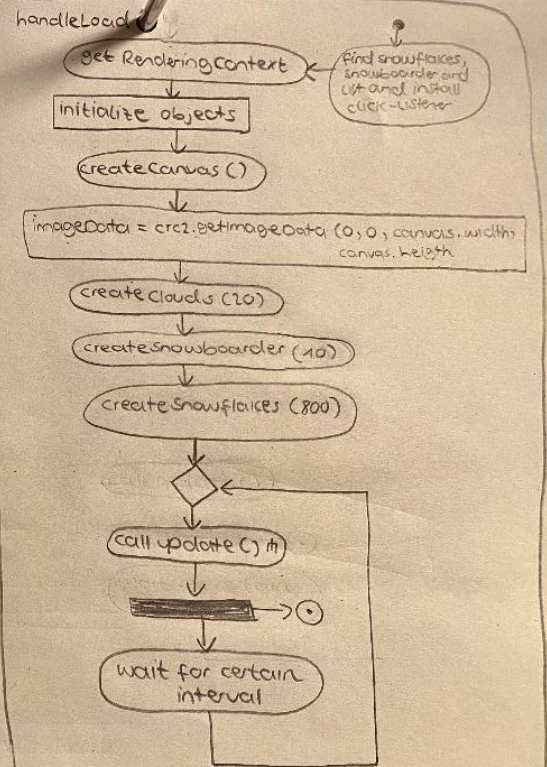 handleLoad
get RenderingContext
find snowflakes,
snowboarder and
List and install
click-Listener
initialize objects
createCanvas ()
imageData = crc2.getImageData (0, 0, canvas.width,
canvas.heigth
createClouds (20)
createSnowboarder (10)
createSnowflakes (800)
call update ()
wait for certain
interval